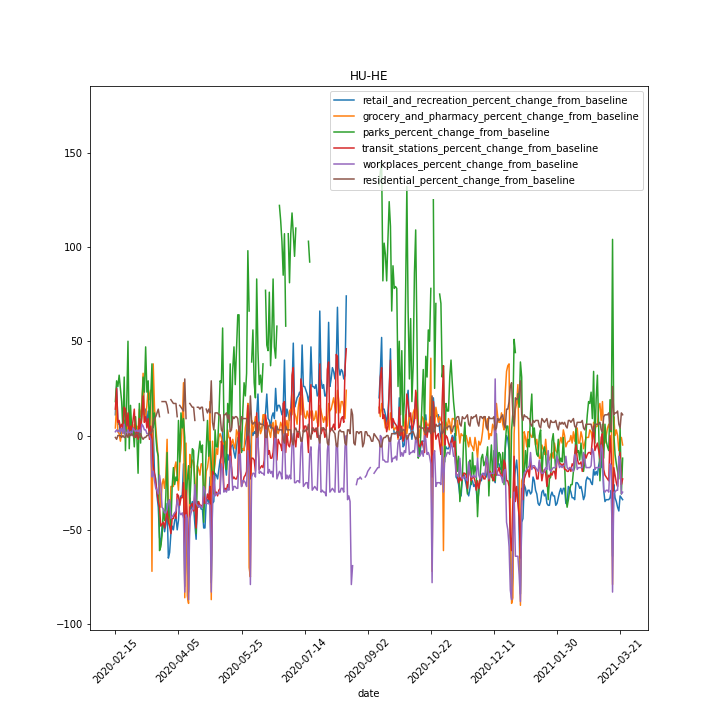 HU-HE
retail_and_recreation_percent_change_from_baseline
grocery_and_pharmacy_percent_change_from_baseline
parks_percent_change_from_baseline
transit_stations_percent_change_from_baseline
workplaces_percent_change_from_baseline
residential_percent_change_from_baseline
150
100
50
0
−50
−100
2020-02-15 2020-04-05 2020-05-25 2020-07-14 2020-09-02 2020-10-22 2020-12-11 2021-01-30 2021-03-21
date